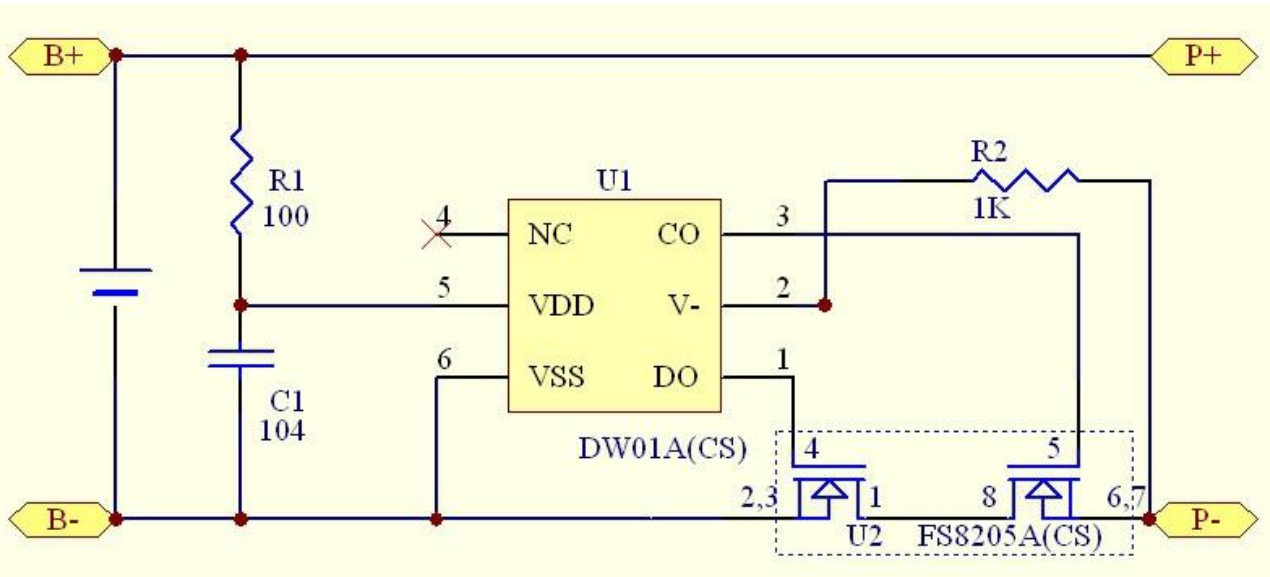 B+
P+
R1
100
R2
1K
U1
4
NC
CO
3
5
VDD
V-
2
6
VSS
DO
1
C1
104
DW01A(CS)
4
5
2,3
1
8
6,7
B-
P-
U2
FS8205A(CS)